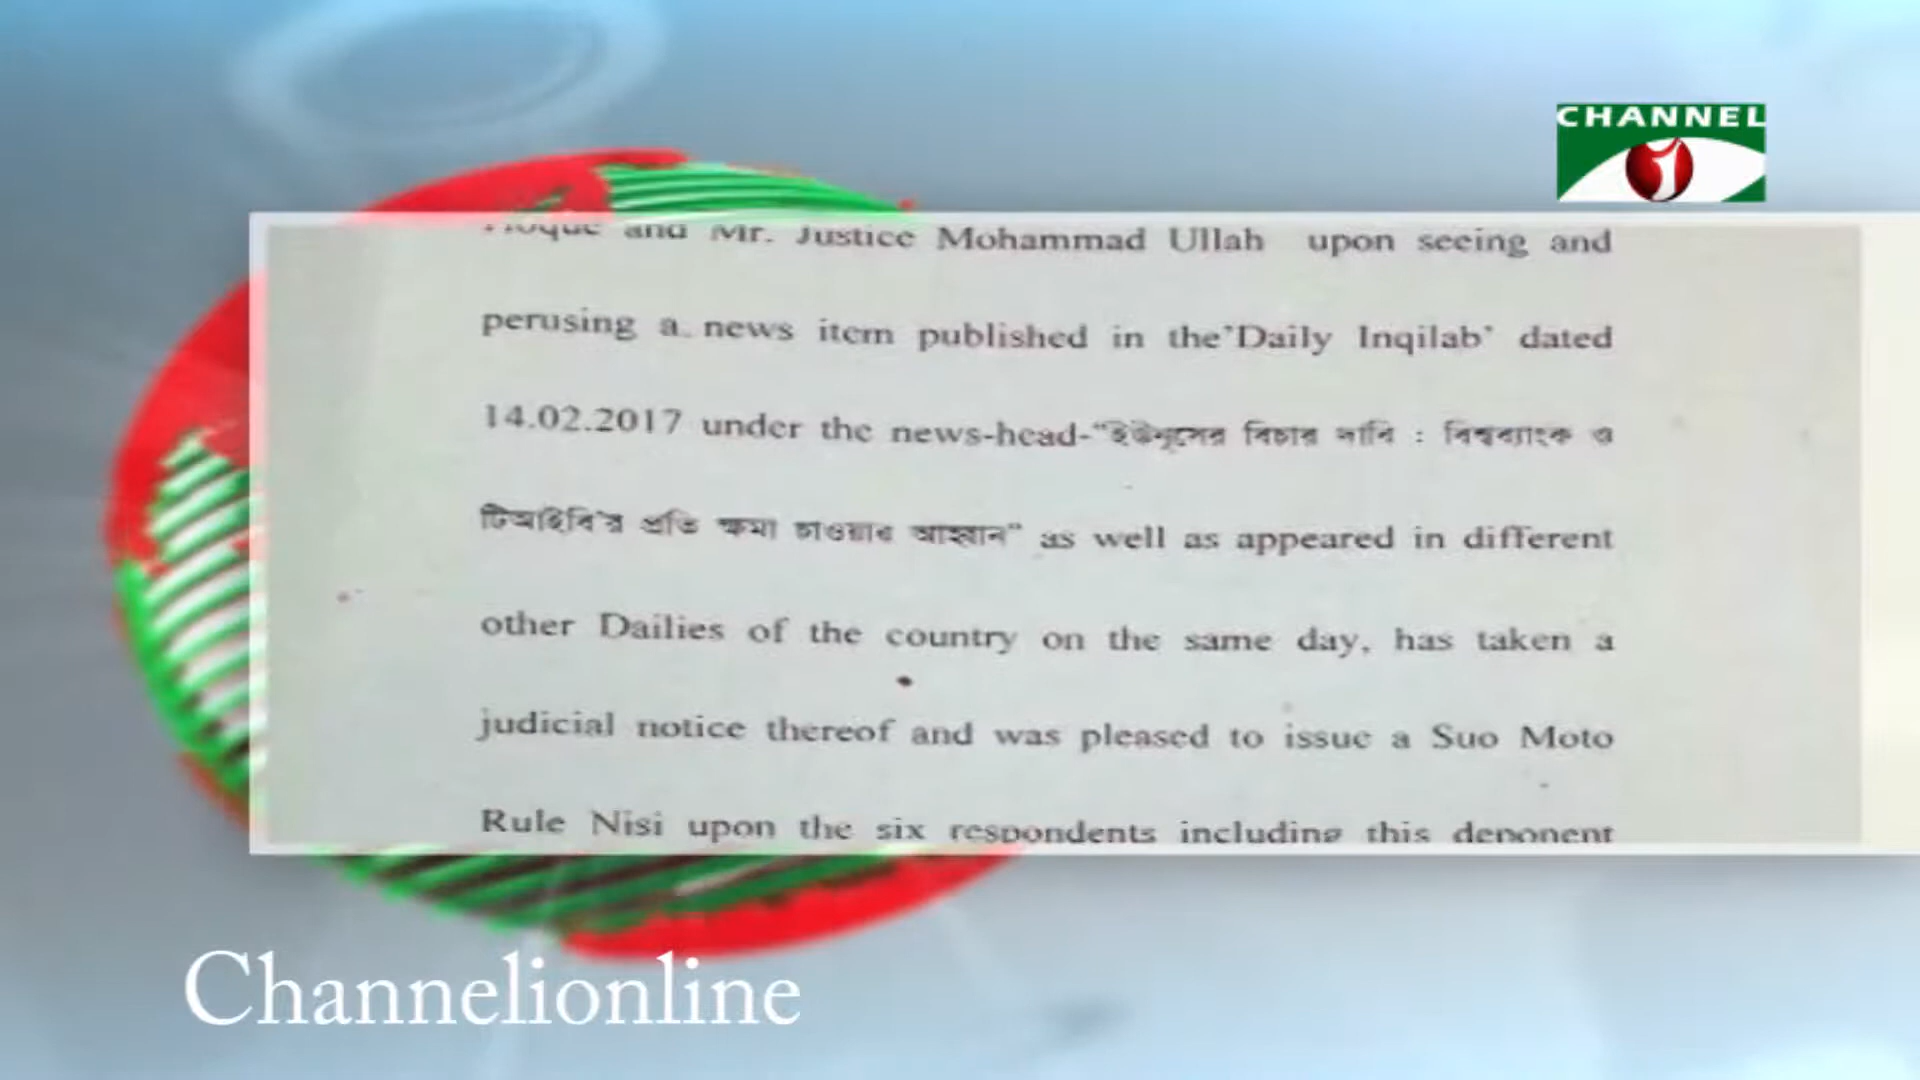 CHANNEL
i
Hoque and Mr. Justice Mohammad Ullah upon seeing and
perusing a news item published in the 'Daily Inqilab' dated
14.02.2017 under the news-head-"ইউনূসের বিচার দাবি : বিশ্বব্যাংক ও
টিআইবি'র প্রতি ক্ষমা চাওয়ার আহ্বান" as well as appeared in different
other Dailies of the country on the same day, has taken a
judicial notice thereof and was pleased to issue a Suo Moto
Rule Nisi upon the six respondents including this deponent
Channelionline